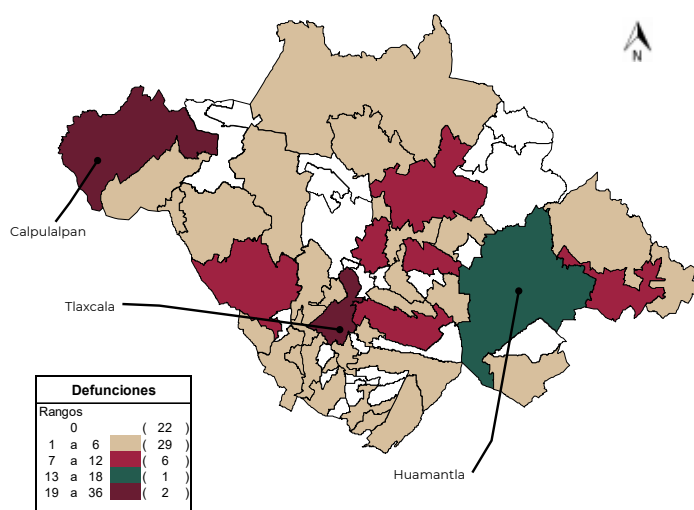 N
Calpulalpan
Tlaxcala
Huamantla
Defunciones
Rangos
0 ( 22 )
1 a 6 ( 29 )
7 a 12 ( 6 )
13 a 18 ( 1 )
19 a 36 ( 2 )